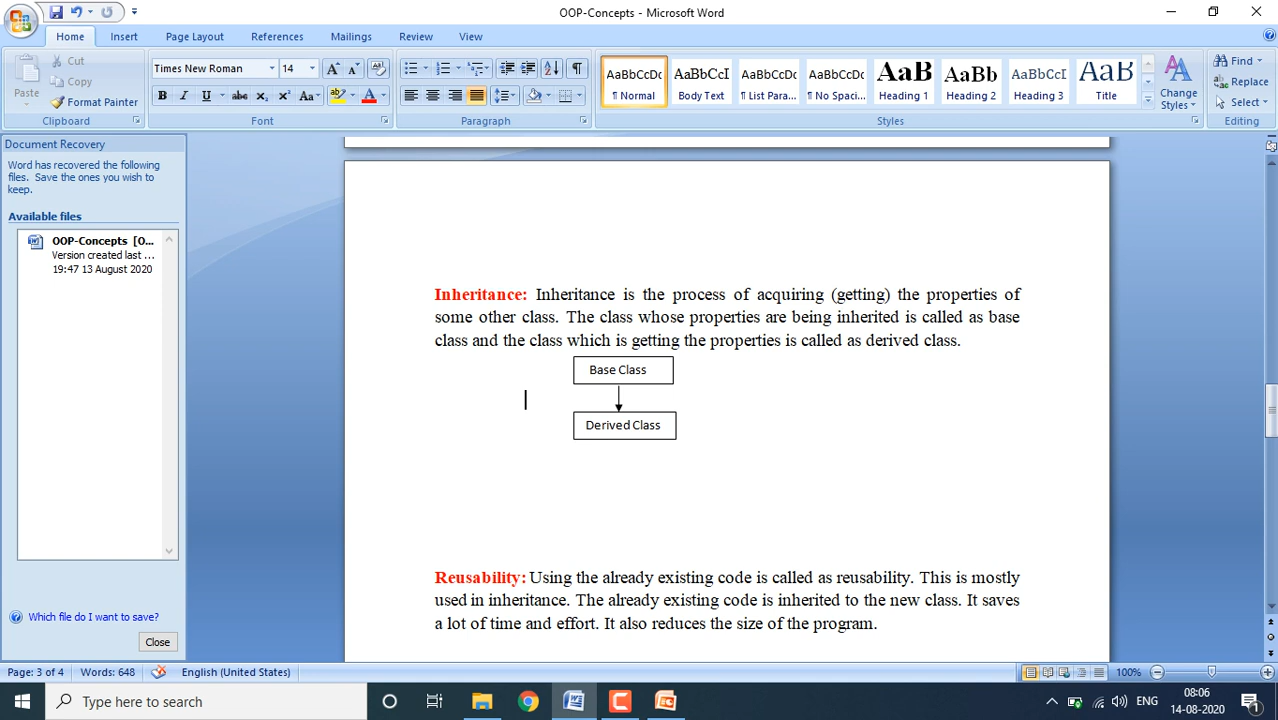 OOP-Concepts - Microsoft Word
Home Insert Page Layout References Mailings Review View
Cut
Copy
Paste
Format Painter
Clipboard
Times New Roman 14
Font
Paragraph
AaBbCcDc AaBbCcI AaBbCcDc AaBbCcDc AaB AaBb AaBbCcI AaB
¶ Normal Body Text ¶ List Para... ¶ No Spaci... Heading 1 Heading 2 Heading 3 Title
Change Styles
Styles
Find
Replace
Select
Editing
Document Recovery
Word has recovered the following
files. Save the ones you wish to
keep.
Available files
OOP-Concepts [O...
Version created last ...
19:47 13 August 2020
Which file do I want to save?
Close
Inheritance: Inheritance is the process of acquiring (getting) the properties of
some other class. The class whose properties are being inherited is called as base
class and the class which is getting the properties is called as derived class.
Base Class
Derived Class
Reusability: Using the already existing code is called as reusability. This is mostly
used in inheritance. The already existing code is inherited to the new class. It saves
a lot of time and effort. It also reduces the size of the program.
Page: 3 of 4 Words: 648 English (United States) 100%
Type here to search
ENG
08:06
14-08-2020